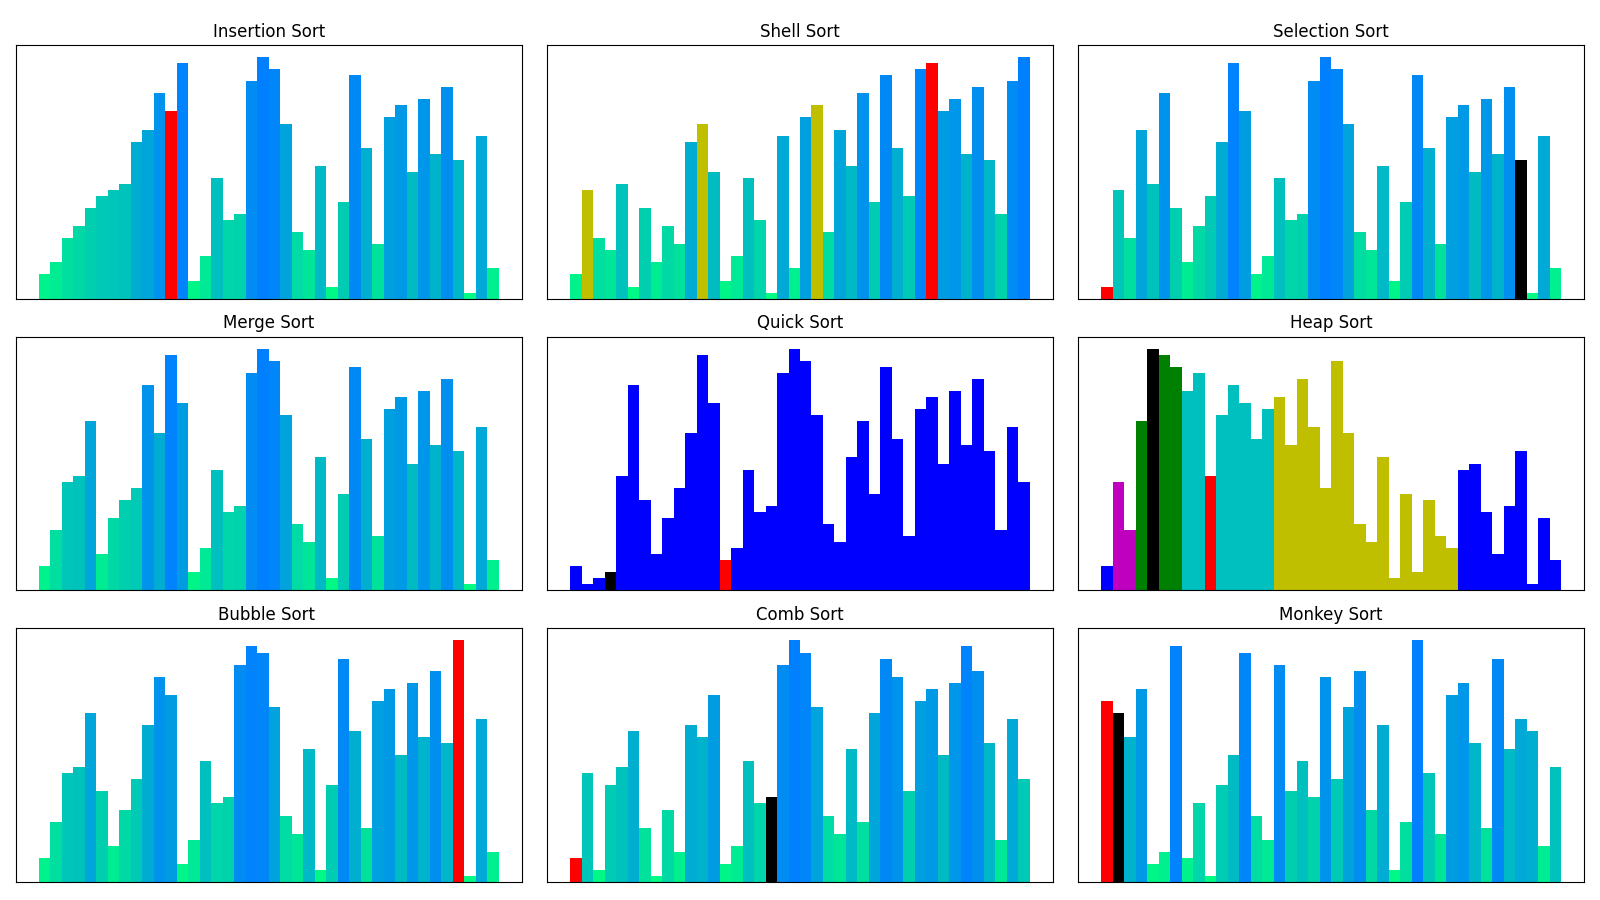 Insertion Sort
Shell Sort
Selection Sort
Merge Sort
Quick Sort
Heap Sort
Bubble Sort
Comb Sort
Monkey Sort